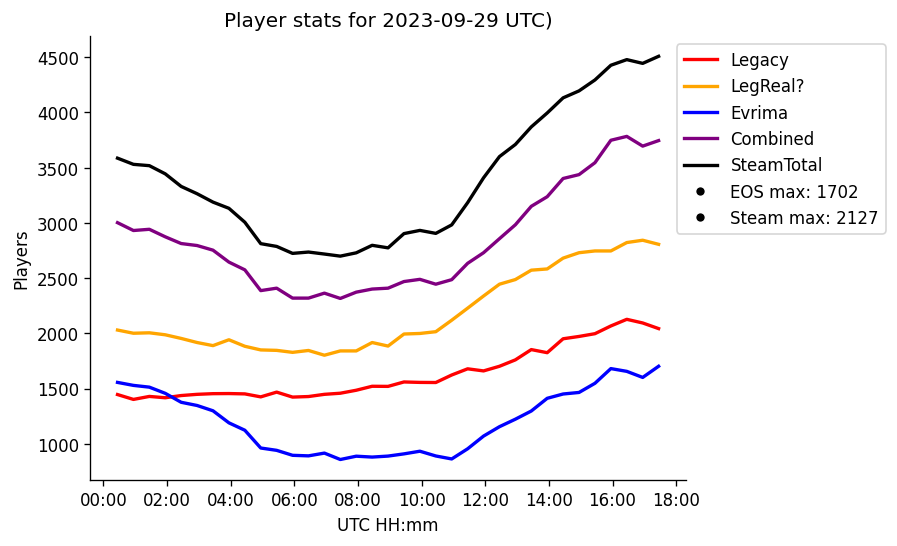 Player stats for 2023-09-29 UTC)
4500
4000
3500
3000
2500
2000
1500
1000
Players
00:00 02:00 04:00 06:00 08:00 10:00 12:00 14:00 16:00 18:00
UTC HH:mm
Legacy
LegReal?
Evrima
Combined
SteamTotal
EOS max: 1702
Steam max: 2127